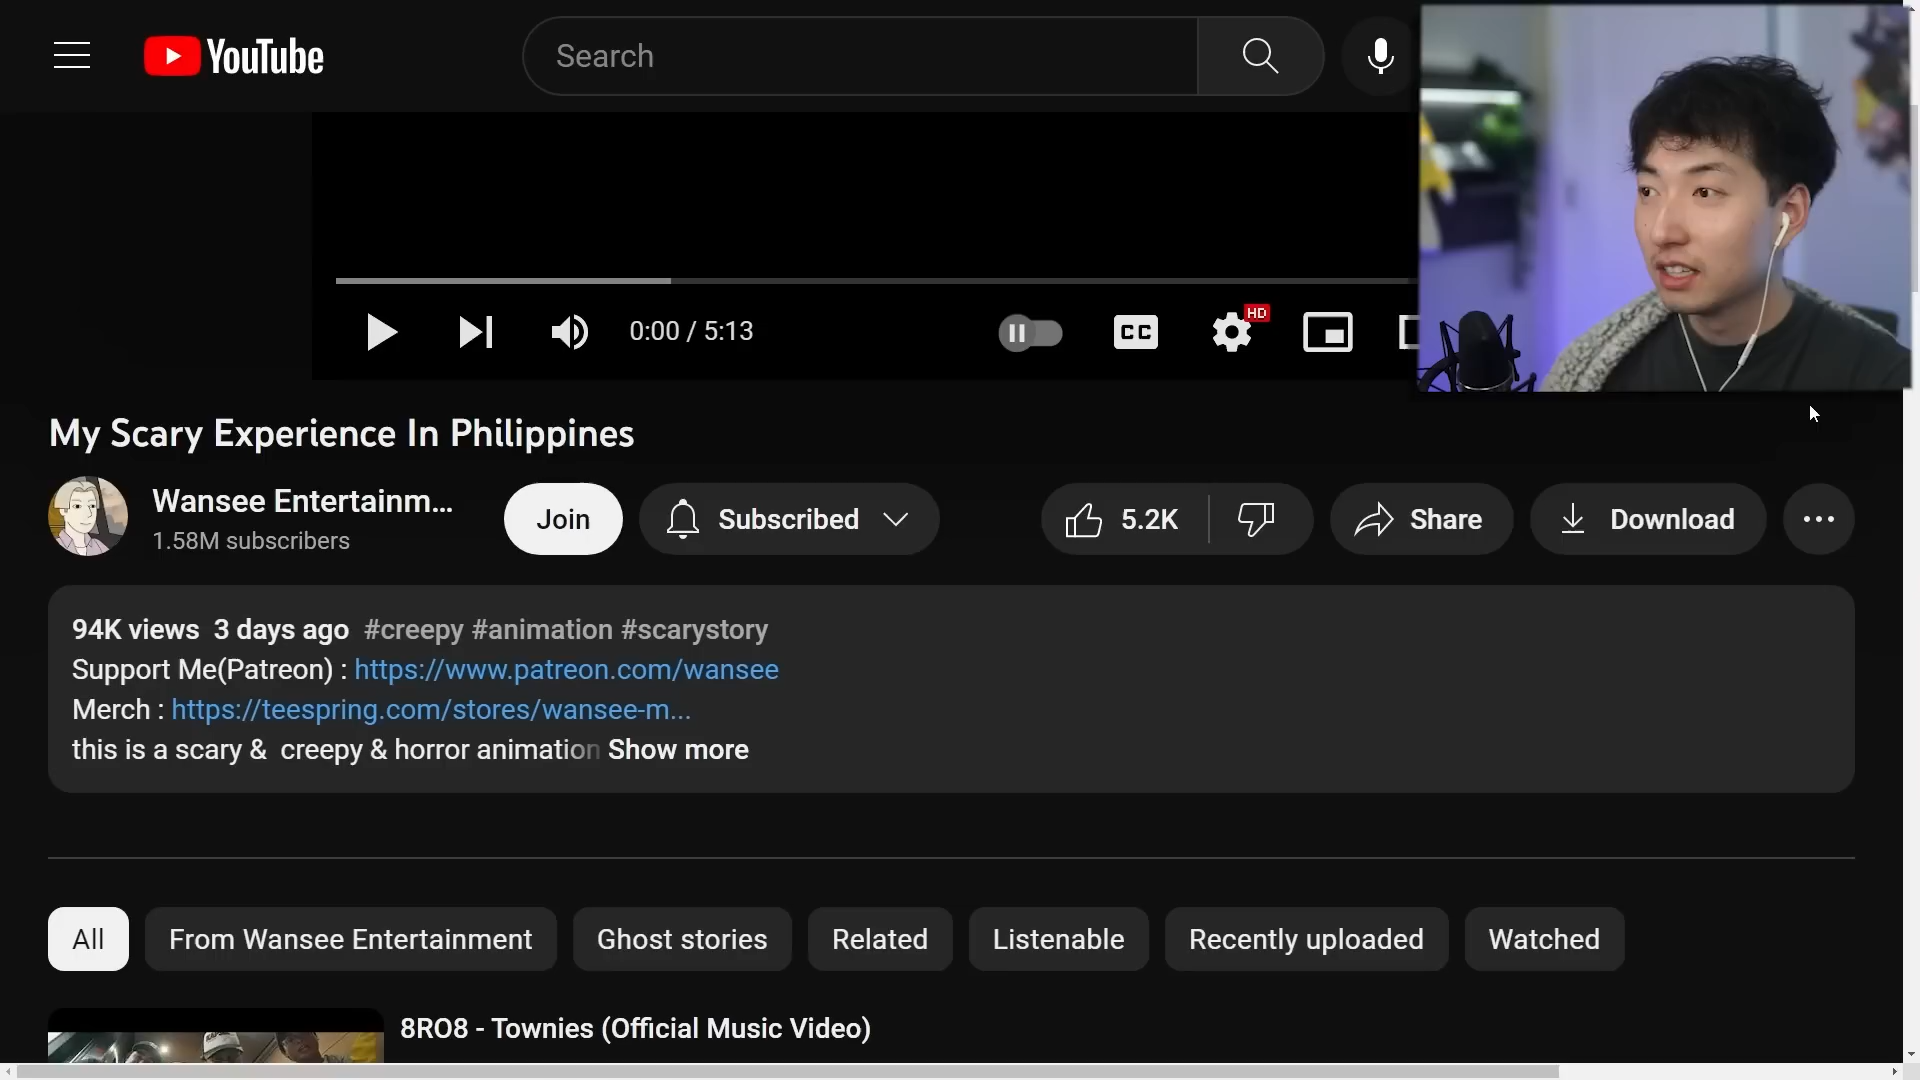 YouTube
Search
0:00 / 5:13
CC
HD
My Scary Experience In Philippines
Wansee Entertainm...
1.58M subscribers
Join
Subscribed
5.2K
Share
Download
94K views 3 days ago #creepy #animation #scarystory
Support Me(Patreon) : https://www.patreon.com/wansee
Merch : https://teespring.com/stores/wansee-m...
this is a scary & creepy & horror animation Show more
All
From Wansee Entertainment
Ghost stories
Related
Listenable
Recently uploaded
Watched
8RO8 - Townies (Official Music Video)